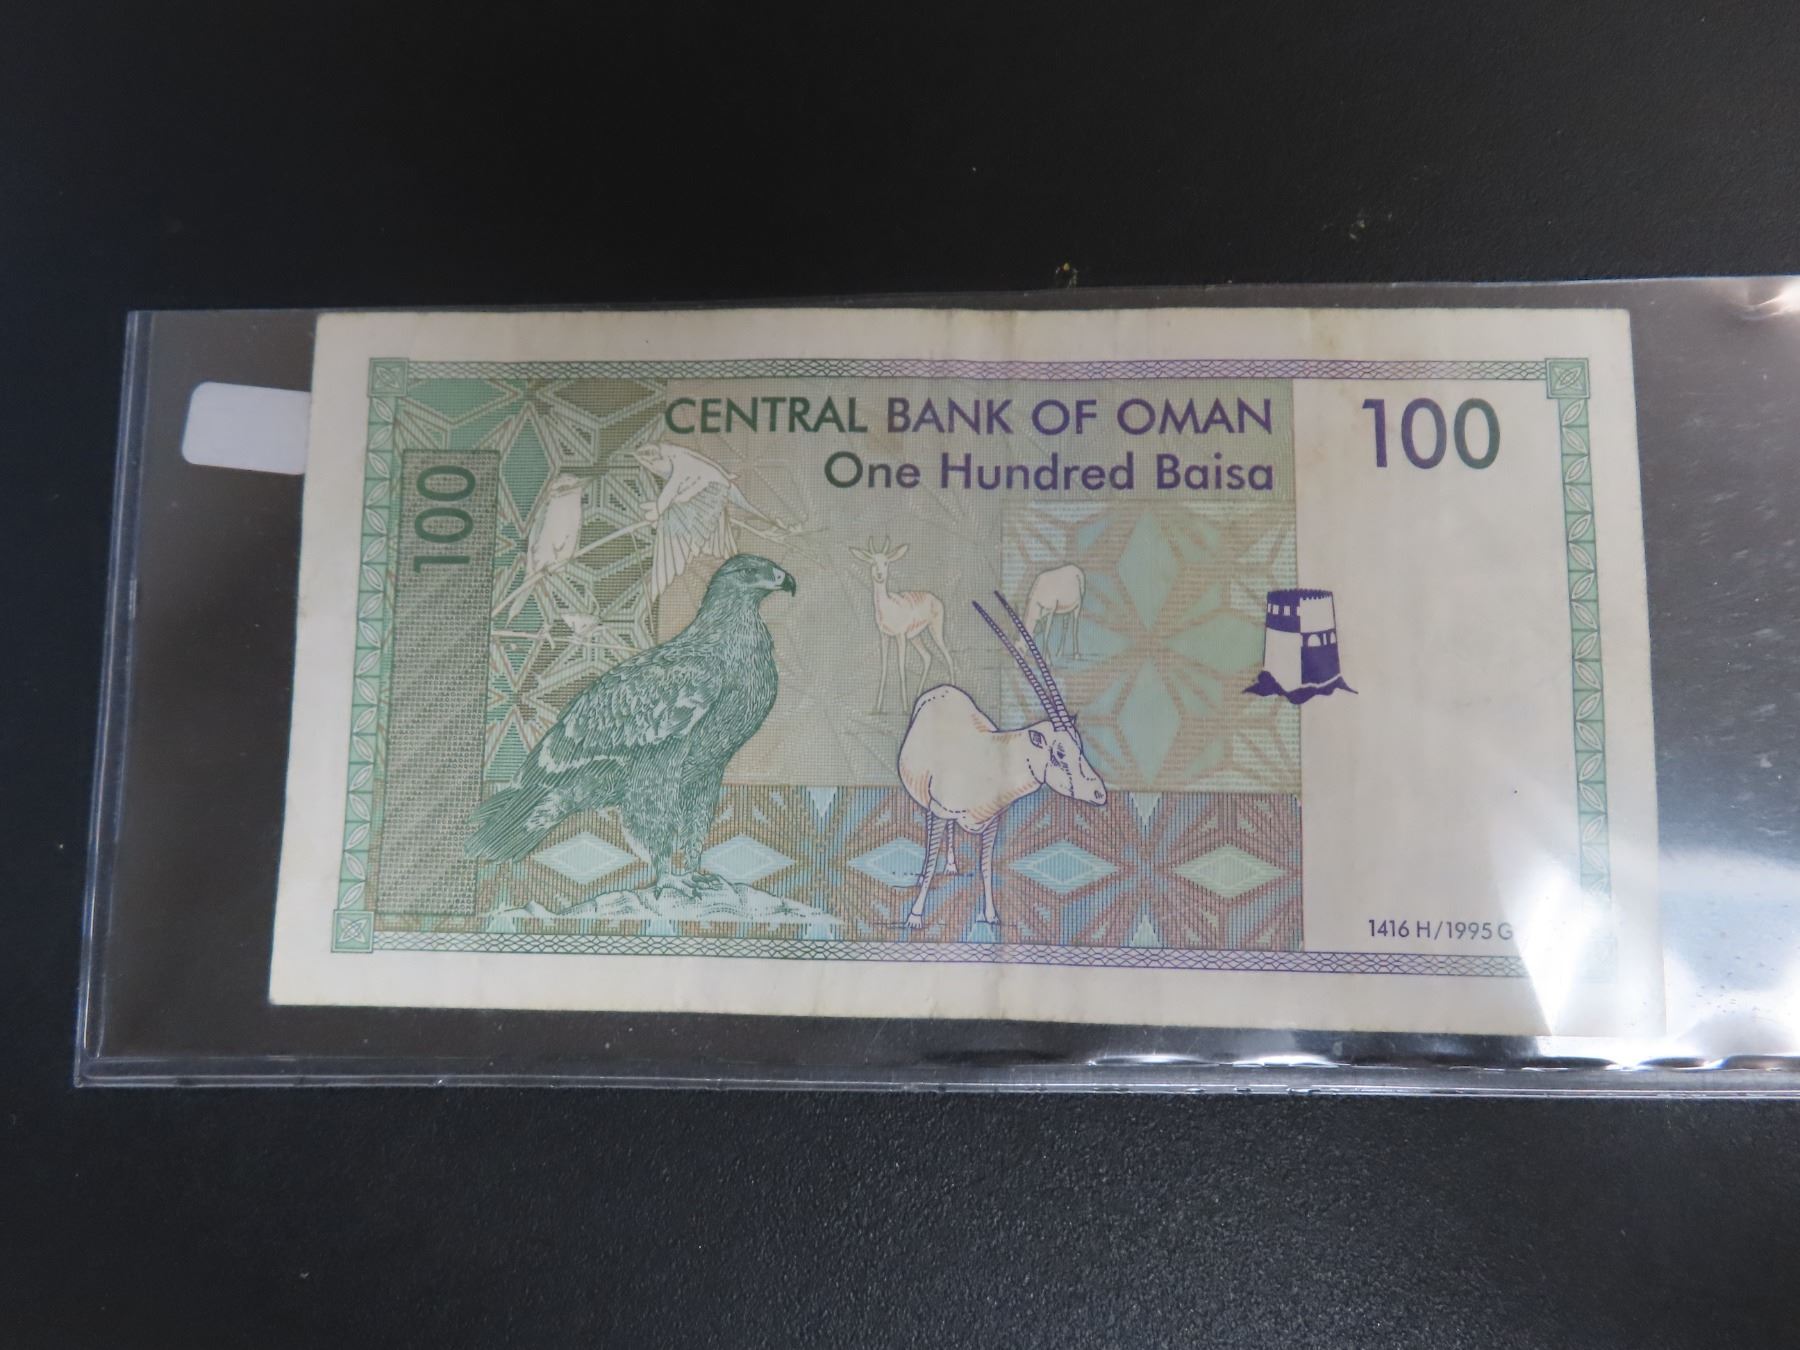 CENTRAL BANK OF OMAN
One Hundred Baisa
100
100
1416 H/1995 G